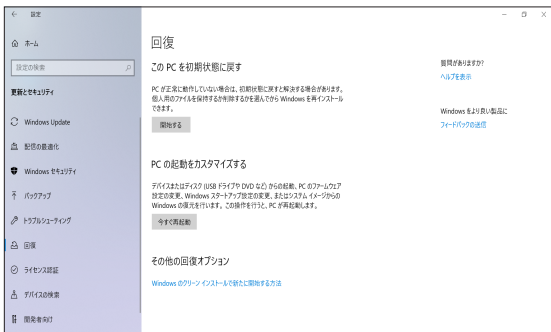 設定
ホーム
設定の検索
更新とセキュリティ
Windows Update
配信の最適化
Windows セキュリティ
バックアップ
トラブルシューティング
回復
ライセンス認証
デバイスの検索
開発者向け
回復
この PC を初期状態に戻す
PC が正常に動作していない場合は、初期状態に戻すと解決する場合があります。
個人用のファイルを保持するか削除するかを選んでから Windows を再インストール
できます。
開始する
PC の起動をカスタマイズする
デバイスまたはディスク (USB ドライブや DVD など) からの起動、PC のファームウェア
設定の変更、Windows スタートアップ設定の変更、またはシステム イメージからの
Windows の復元を行います。この操作を行うと、PC が再起動します。
今すぐ再起動
その他の回復オプション
Windows のクリーン インストールで新たに開始する方法
質問がありますか?
ヘルプを表示
Windows をより良い製品に
フィードバックの送信